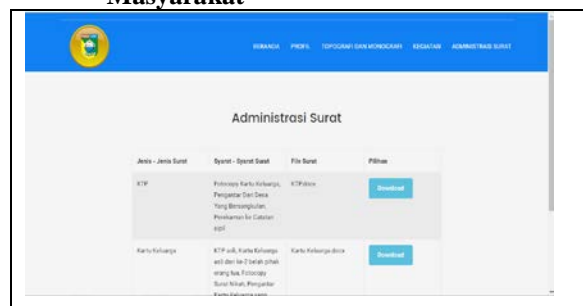 Masyarakat
BERANDA PROFIL TOPOGRAFI DAN MONOGRAFI KEGIATAN ADMINISTRASI SURAT
Administrasi Surat
Jenis - Jenis Surat Syarat - Syarat Surat File Surat Pilihan
KTP Fotocopy Kartu Keluarga, KTP.docx Download
Pengantar Dari Desa
Yang Bersangkutan,
Perekaman ke Catatan
sipil
Kartu Keluarga KTP asli, Kartu Keluarga Kartu Keluarga.docx Download
asli dari ke-2 belah pihak
orang tua, Fotocopy
Surat Nikah, Pengantar
Kartu Keluarga yang